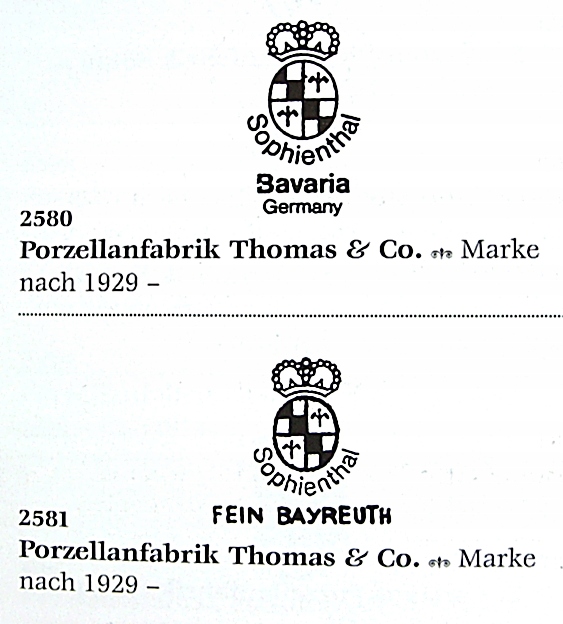 Sophienthal
Bavaria
Germany
2580
Porzellanfabrik Thomas & Co. Marke
nach 1929 –
Sophienthal
FEIN BAYREUTH
2581
Porzellanfabrik Thomas & Co. Marke
nach 1929 –